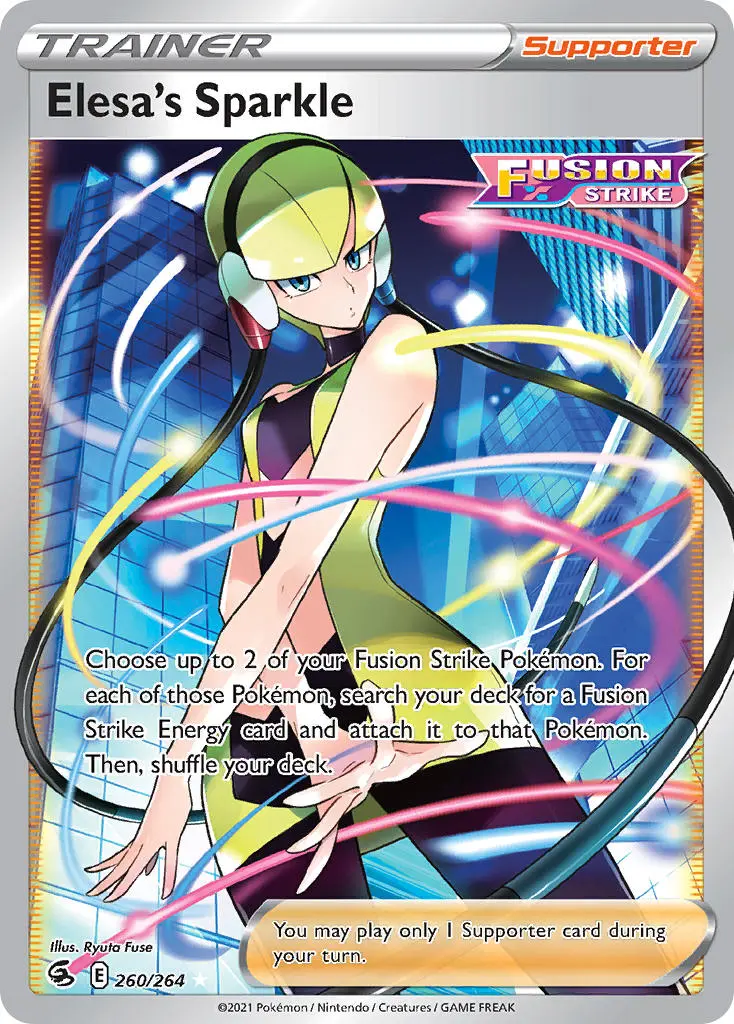 TRAINER
Supporter
Elesa's Sparkle
FUSION
STRIKE
Choose up to 2 of your Fusion Strike Pokémon. For
each of those Pokémon, search your deck for a Fusion
Strike Energy card and attach it to that Pokémon.
Then, shuffle your deck.
You may play only 1 Supporter card during
your turn.
Illus. Ryuta Fuse
E 260/264
©2021 Pokémon / Nintendo / Creatures / GAME FREAK